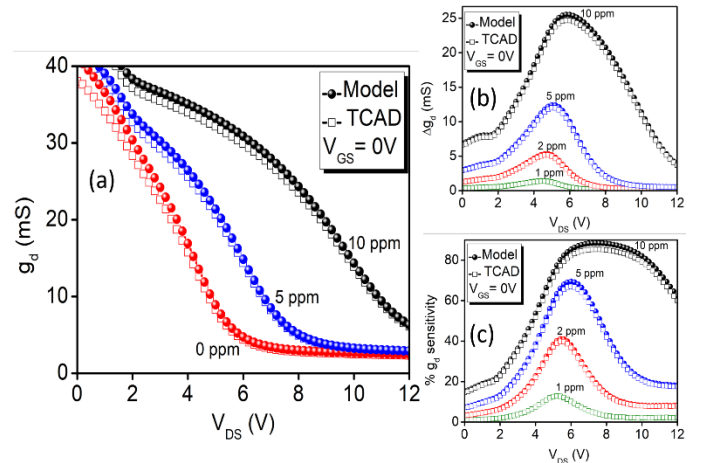 40
30
20
10
0
g_d (mS)
Model
TCAD
V_GS = 0V
(a)
10 ppm
5 ppm
0 ppm
0 2 4 6 8 10 12
V_DS (V)
25
20
15
10
5
0
Δg_d (mS)
Model
TCAD
V_GS = 0V
(b)
10 ppm
5 ppm
2 ppm
1 ppm
0 2 4 6 8 10 12
V_DS (V)
80
60
40
20
0
% g_d sensitivity
Model
TCAD
V_GS = 0V
(c)
10 ppm
5 ppm
2 ppm
1 ppm
0 2 4 6 8 10 12
V_DS (V)